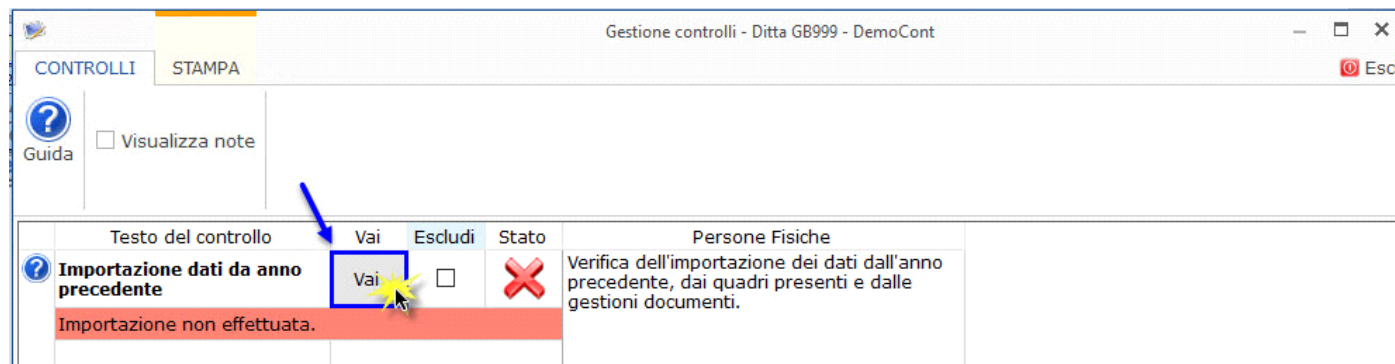 Gestione controlli - Ditta GB999 - DemoCont
CONTROLLI STAMPA Esc
Guida
Visualizza note
Testo del controllo Vai Escludi Stato Persone Fisiche
Importazione dati da anno
precedente
Vai
Verifica dell'importazione dei dati dall'anno
precedente, dai quadri presenti e dalle
gestioni documenti.
Importazione non effettuata.